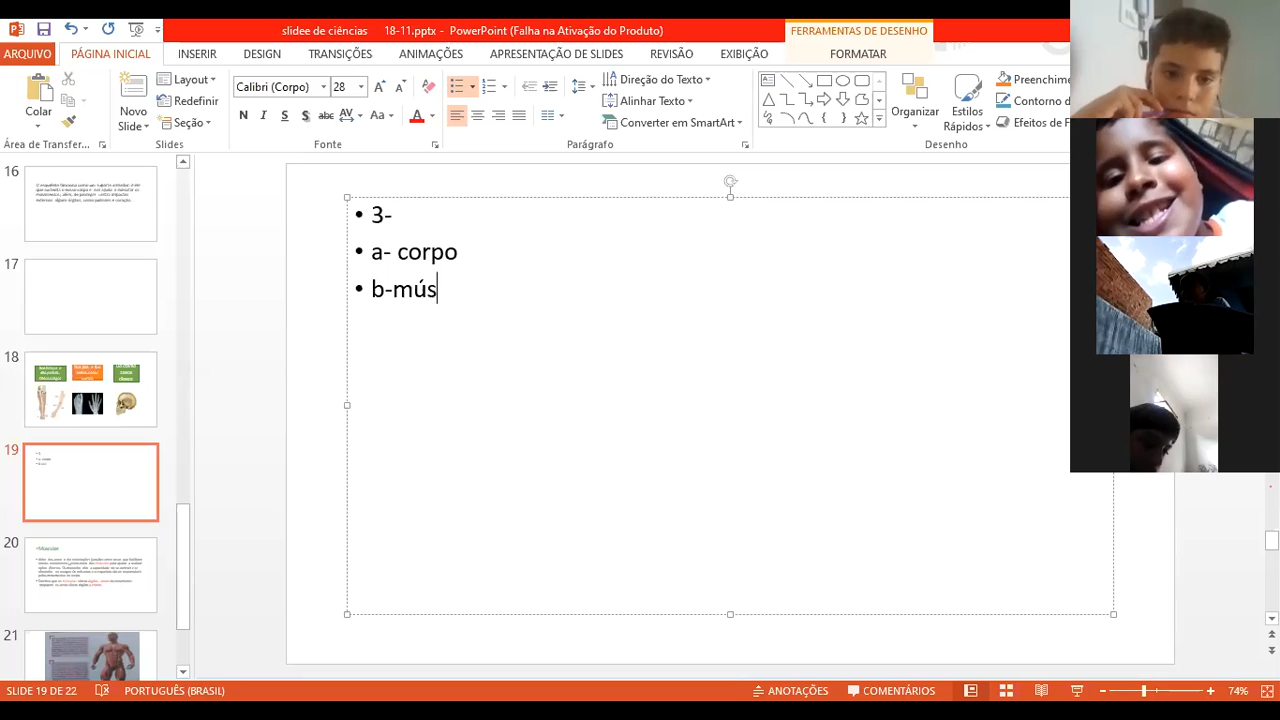 slidee de ciências 18-11.pptx - PowerPoint (Falha na Ativação do Produto)
FERRAMENTAS DE DESENHO
ARQUIVO PÁGINA INICIAL INSERIR DESIGN TRANSIÇÕES ANIMAÇÕES APRESENTAÇÃO DE SLIDES REVISÃO EXIBIÇÃO FORMATAR
Colar
Novo Slide
Layout
Redefinir
Seção
Calibri (Corpo) 28
N I S S abc AV Aa A
Direção do Texto
Alinhar Texto
Converter em SmartArt
Organizar
Estilos Rápidos
Preenchime
Contorno d
Efeitos de F
Área de Transfer... Slides Fonte Parágrafo Desenho
16
17
18
19
20
Músculos
21
• 3-
• a- corpo
• b-mús
SLIDE 19 DE 22 PORTUGUÊS (BRASIL) ANOTAÇÕES COMENTÁRIOS 74%